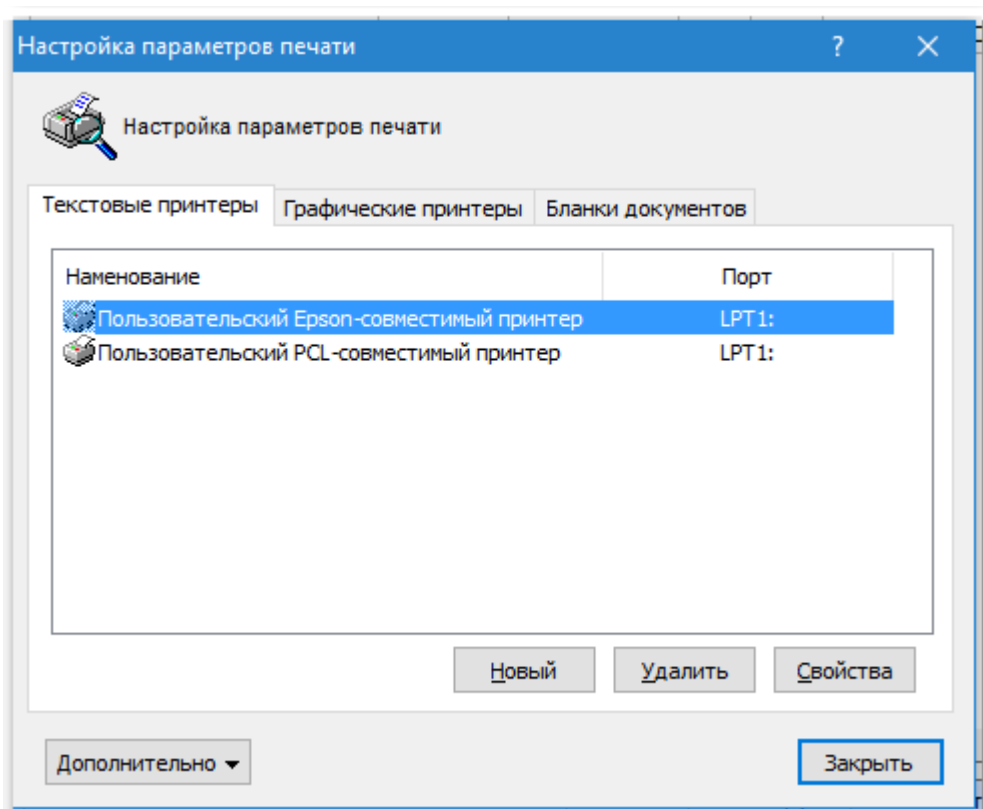 Настройка параметров печати ?
Настройка параметров печати
Текстовые принтеры Графические принтеры Бланки документов
Наменование Порт
Пользовательский Epson-совместимый принтер LPT1:
Пользовательский PCL-совместимый принтер LPT1:
Новый Удалить Свойства
Дополнительно Закрыть